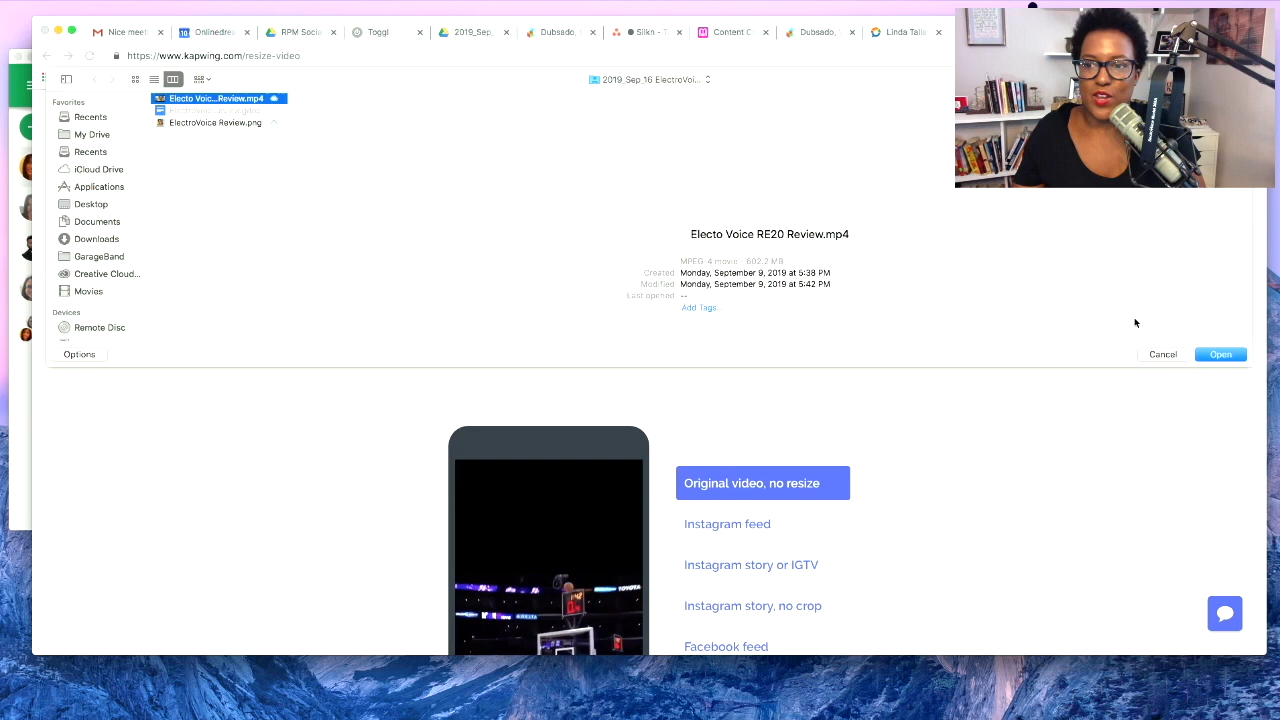 Nice meet
Onlinedre
PPM Socie
Toggl
2019_Sep_
Dubsado,
Silkn - T
Content C
Dubsado,
Linda Talla
https://www.kapwing.com/resize-video
2019_Sep_16 ElectroVoi...
Favorites
Recents
My Drive
Recents
iCloud Drive
Applications
Desktop
Documents
Downloads
GarageBand
Creative Cloud...
Movies
Devices
Remote Disc
Electo Voic...Review.mp4
ElectroVoice Review.png
Electo Voice RE20 Review.mp4
MPEG-4 movie - 602.2 MB
Created Monday, September 9, 2019 at 5:38 PM
Modified Monday, September 9, 2019 at 5:42 PM
Last opened --
Add Tags...
Options
Cancel
Open
Original video, no resize
Instagram feed
Instagram story or IGTV
Instagram story, no crop
Facebook feed
TOYOTA